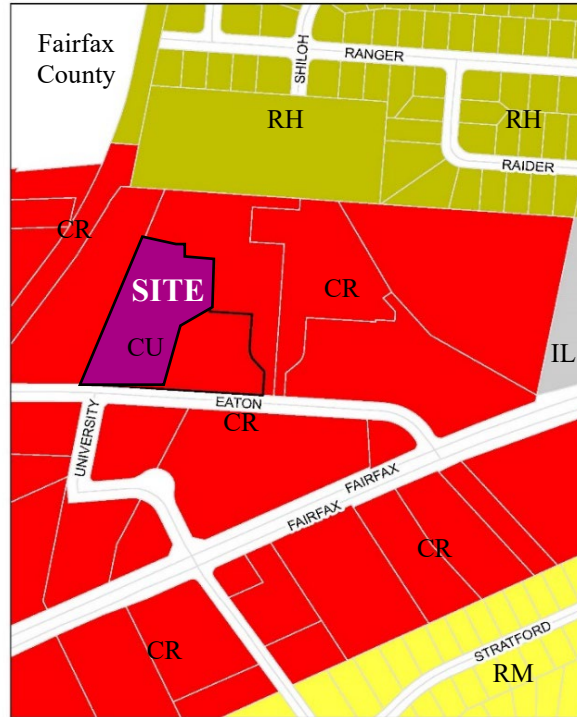 Fairfax
County
RANGER
SHILOH
RH
RH
RAIDER
CR
CR
SITE
CU
IL
EATON
CR
UNIVERSITY
FAIRFAX
FAIRFAX
CR
CR
STRATFORD
RM